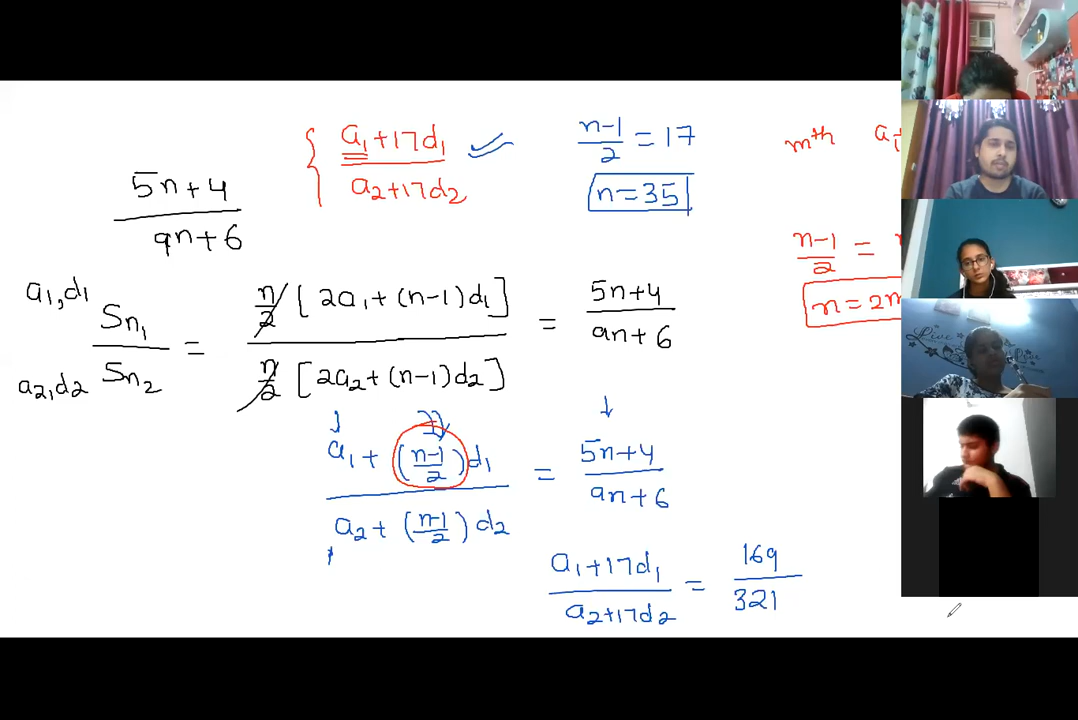 5n+4
9n+6
{ a1+17d1
a2+17d2
n-1/2 = 17
n=35
mth a1
n-1/2 =
n=2m
a1,d1
a2,d2
Sn1/Sn2 = n/2 [2a1+(n-1)d1] / n/2 [2a2+(n-1)d2] = 5n+4/9n+6
a1+(n-1/2)d1 / a2+(n-1/2)d2 = 5n+4/9n+6
a1+17d1/a2+17d2 = 169/321
Live